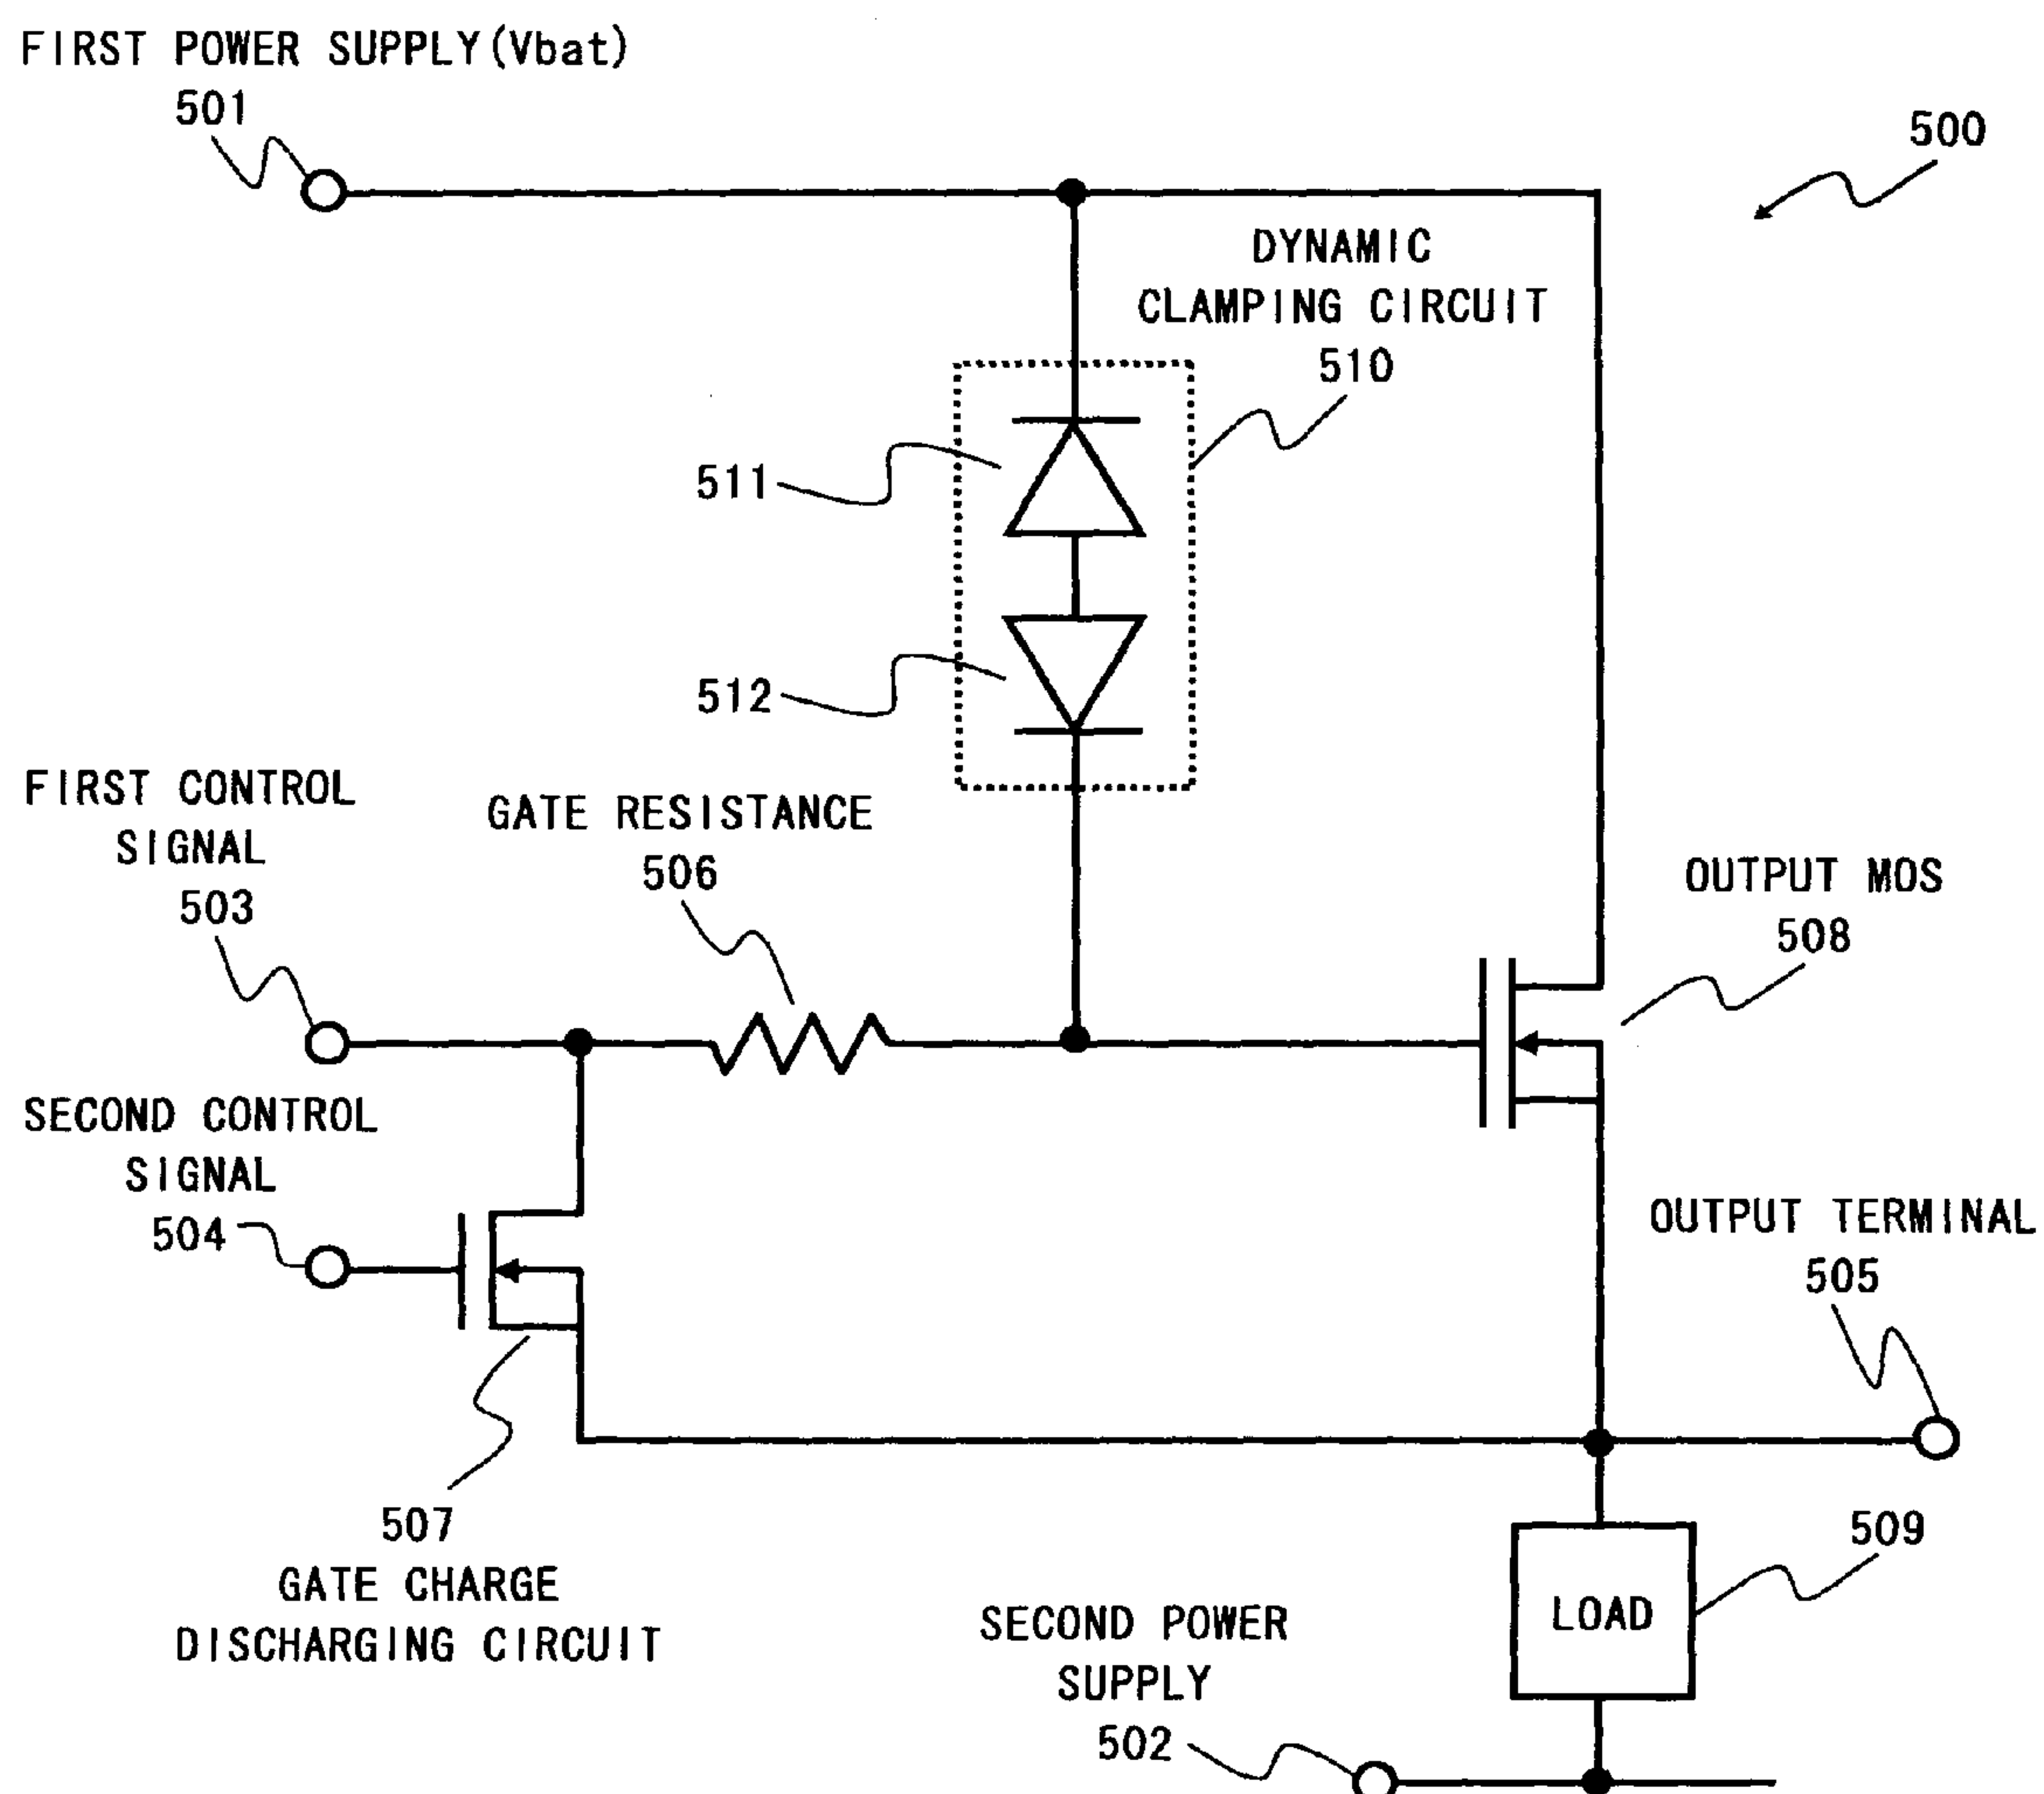 FIRST POWER SUPPLY(Vbat)
501
500
DYNAMIC
CLAMPING CIRCUIT
510
511
512
FIRST CONTROL
SIGNAL
503
GATE RESISTANCE
506
OUTPUT MOS
508
SECOND CONTROL
SIGNAL
504
OUTPUT TERMINAL
505
507
GATE CHARGE
DISCHARGING CIRCUIT
509
LOAD
SECOND POWER
SUPPLY
502